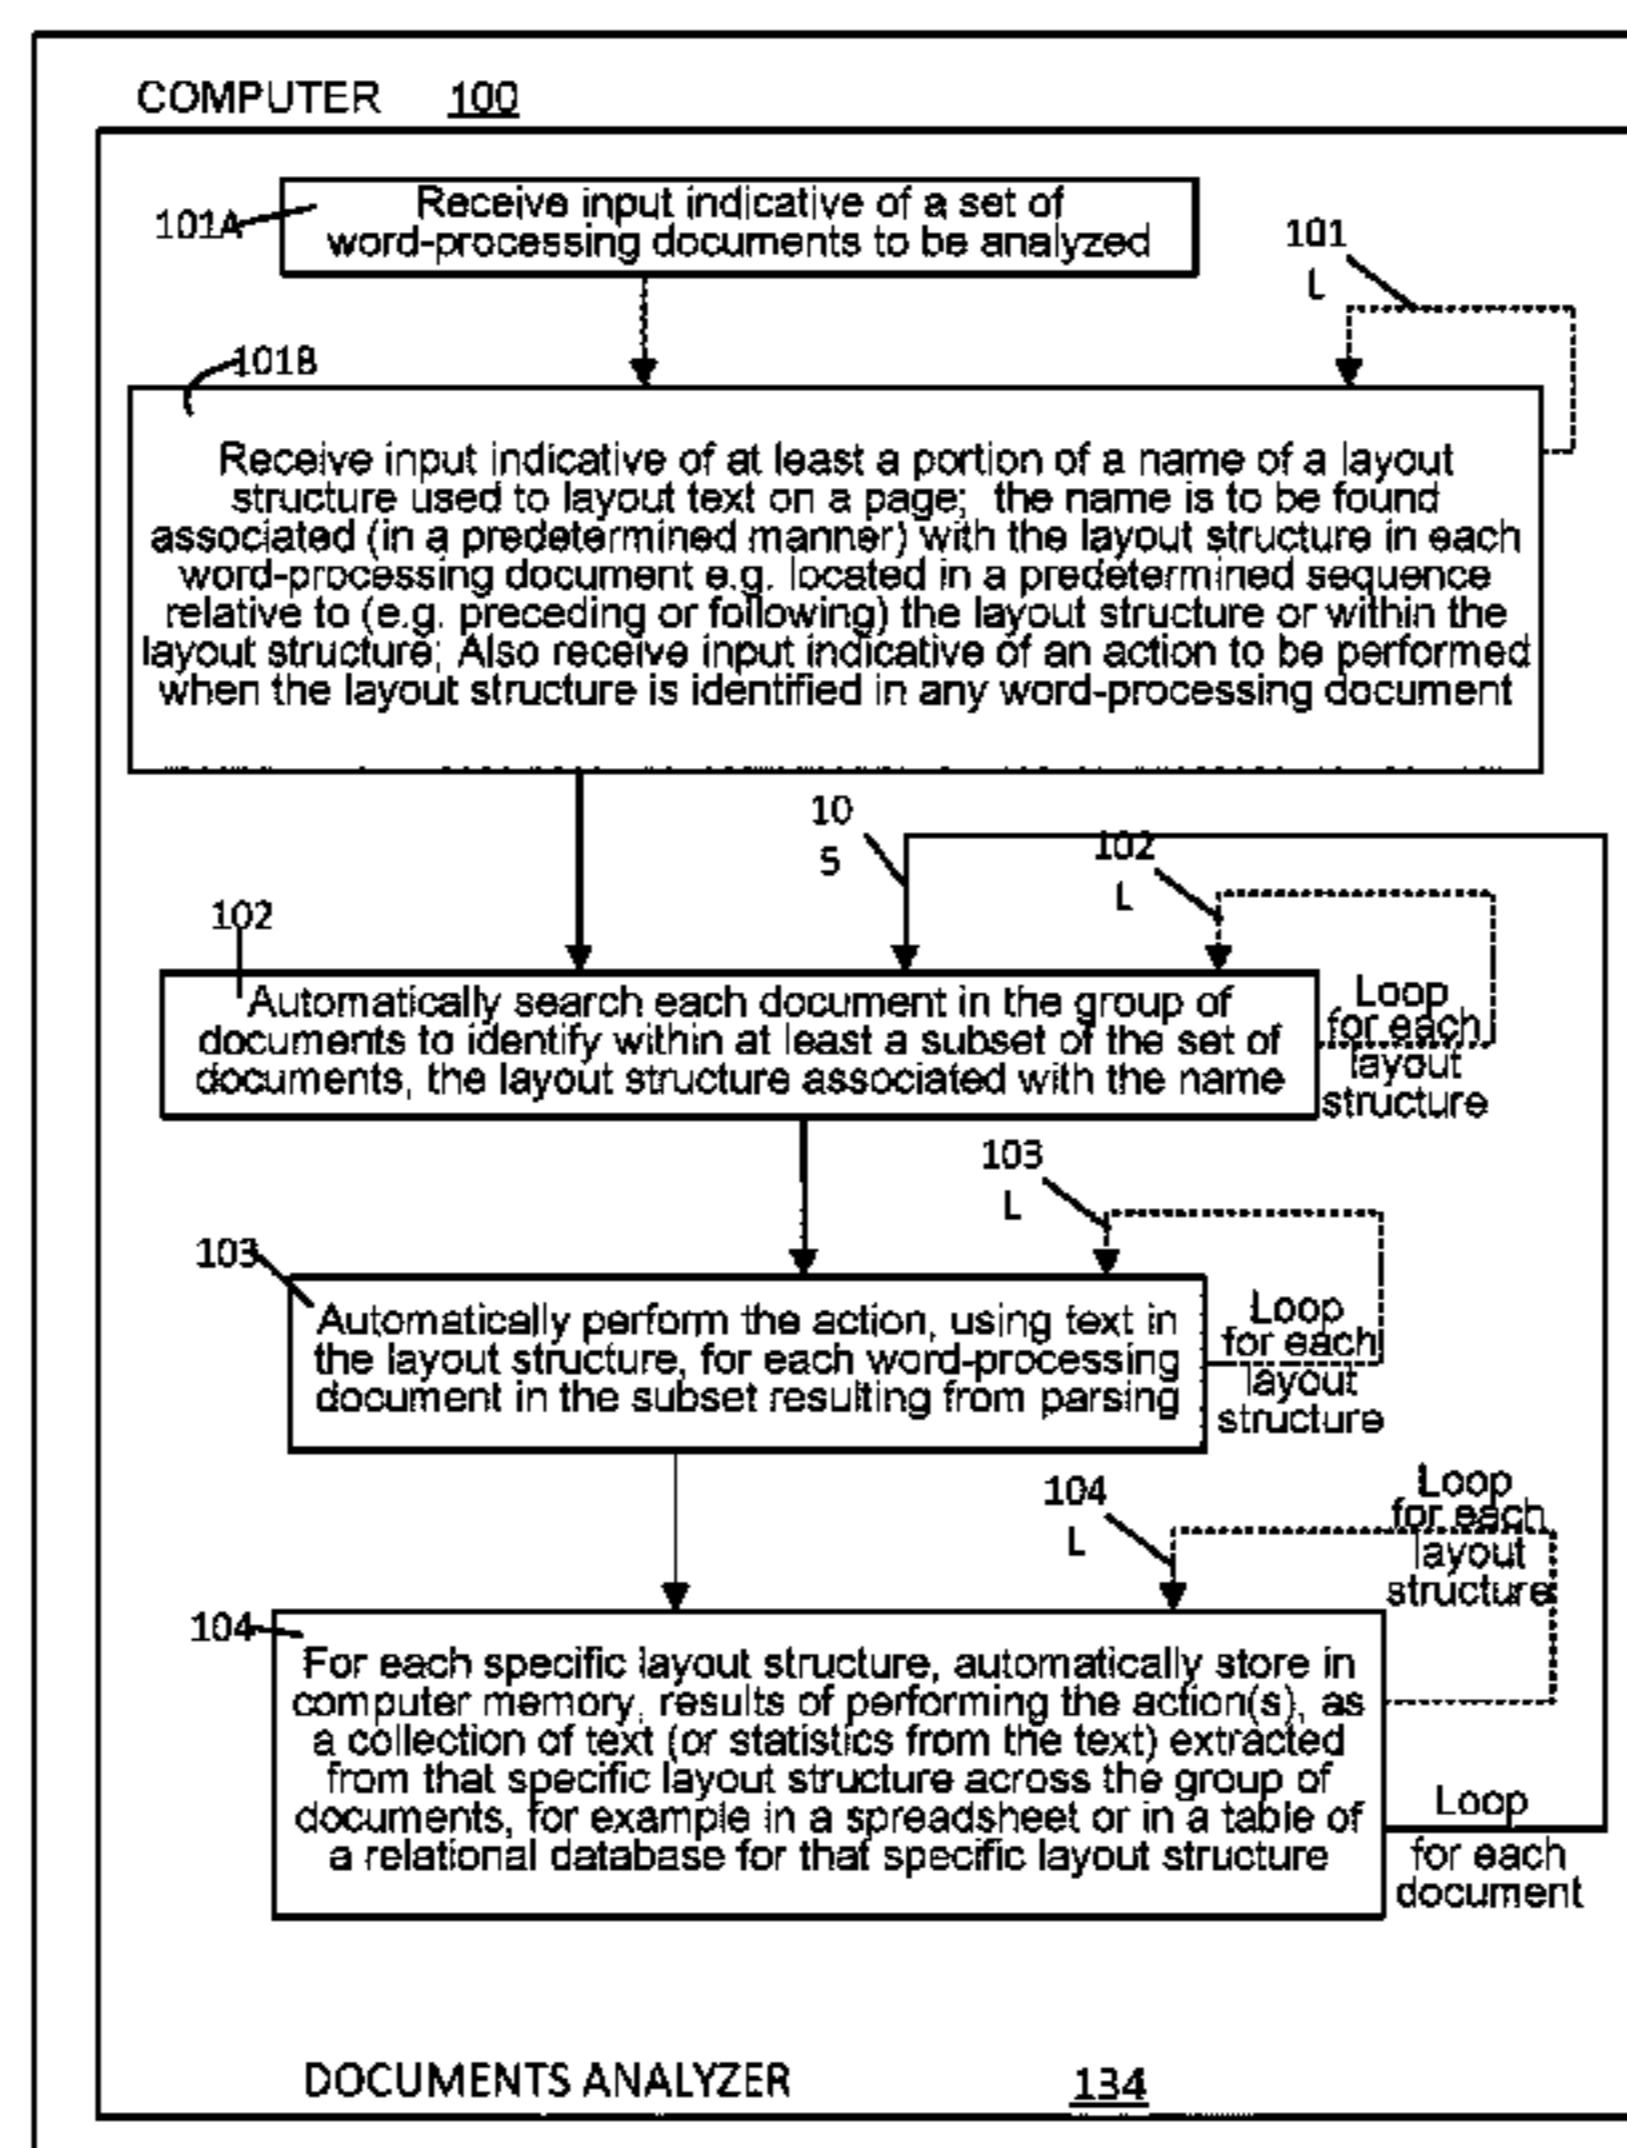 COMPUTER 100
Receive input indicative of a set of
word-processing documents to be analyzed
101A
101
L
101B
Receive input indicative of at least a portion of a name of a layout
structure used to layout text on a page; the name is to be found
associated (in a predetermined manner) with the layout structure in each
word-processing document e.g. located in a predetermined sequence
relative to (e.g. preceding or following) the layout structure or within the
layout structure; Also receive input indicative of an action to be performed
when the layout structure is identified in any word-processing document
10
5
102
L
102
Automatically search each document in the group of
documents to identify within at least a subset of the set of
documents, the layout structure associated with the name
Loop
for each
layout
structure
103
L
103
Automatically perform the action, using text in
the layout structure, for each word-processing
document in the subset resulting from parsing
Loop
for each
layout
structure
104
L
Loop
for each
layout
structure
104
For each specific layout structure, automatically store in
computer memory, results of performing the action(s), as
a collection of text (or statistics from the text) extracted
from that specific layout structure across the group of
documents, for example in a spreadsheet or in a table of
a relational database for that specific layout structure
Loop
for each
document
DOCUMENTS ANALYZER 134